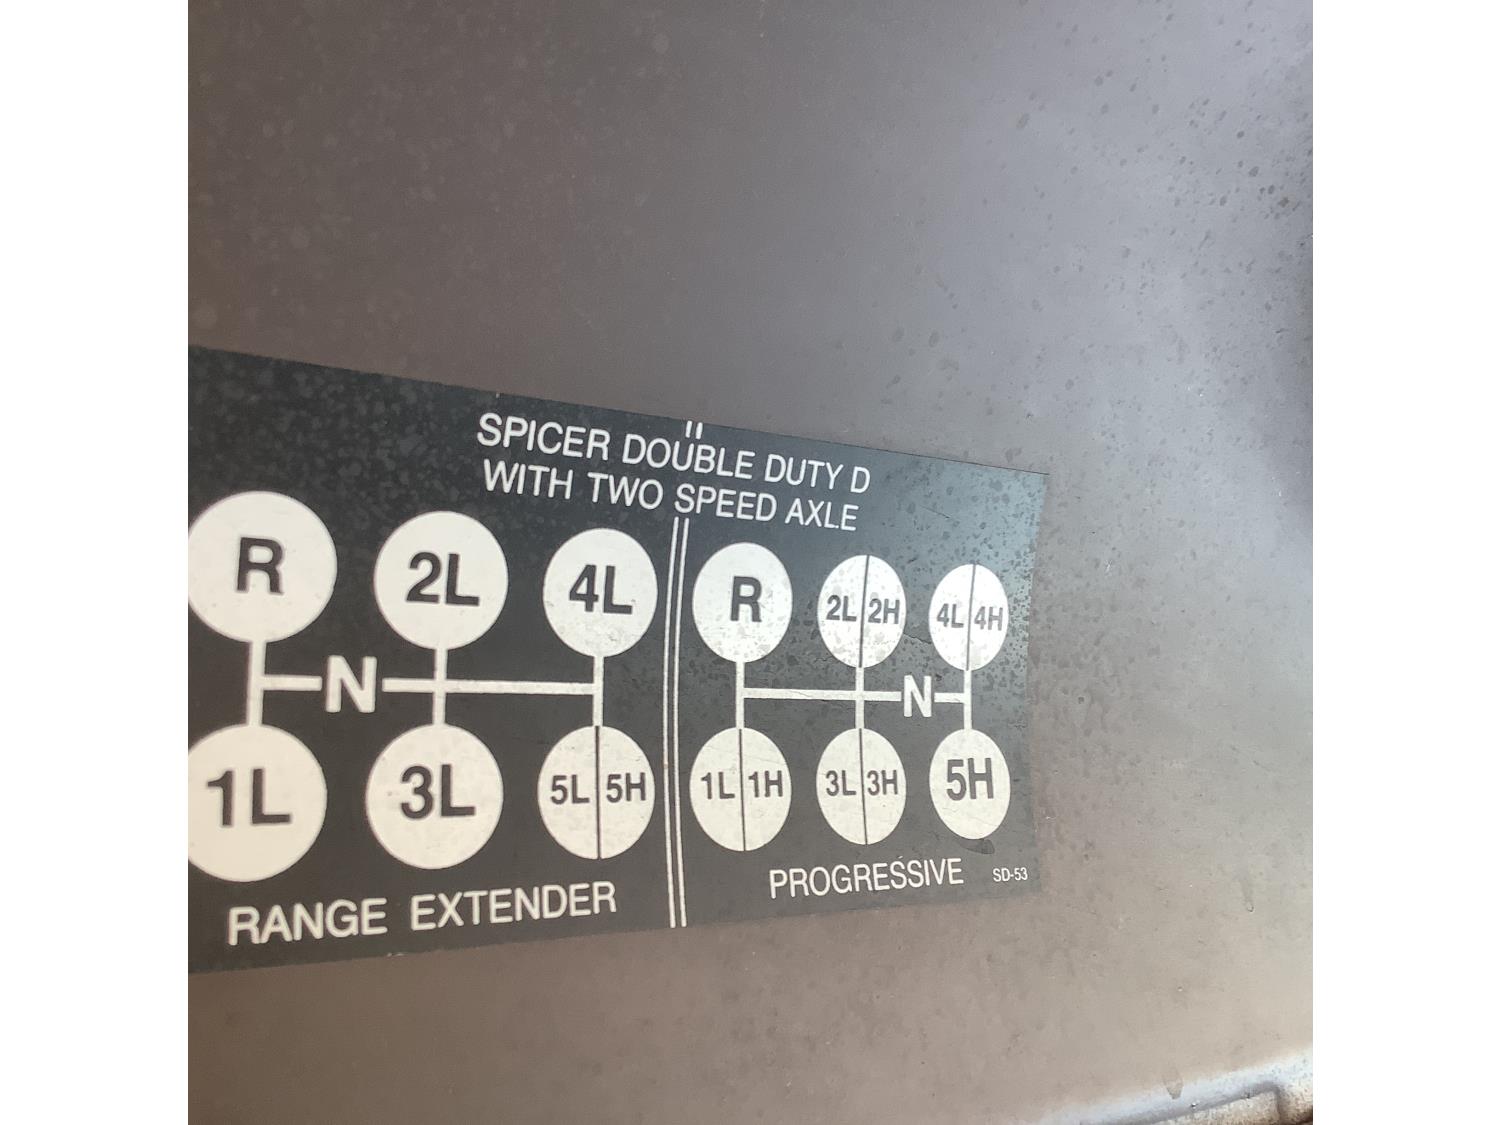 SPICER DOUBLE DUTY D
WITH TWO SPEED AXLE
R 2L 4L
N
1L 3L 5L 5H
RANGE EXTENDER
R 2L 2H 4L 4H
N
1L 1H 3L 3H 5H
PROGRESSIVE
SD-53